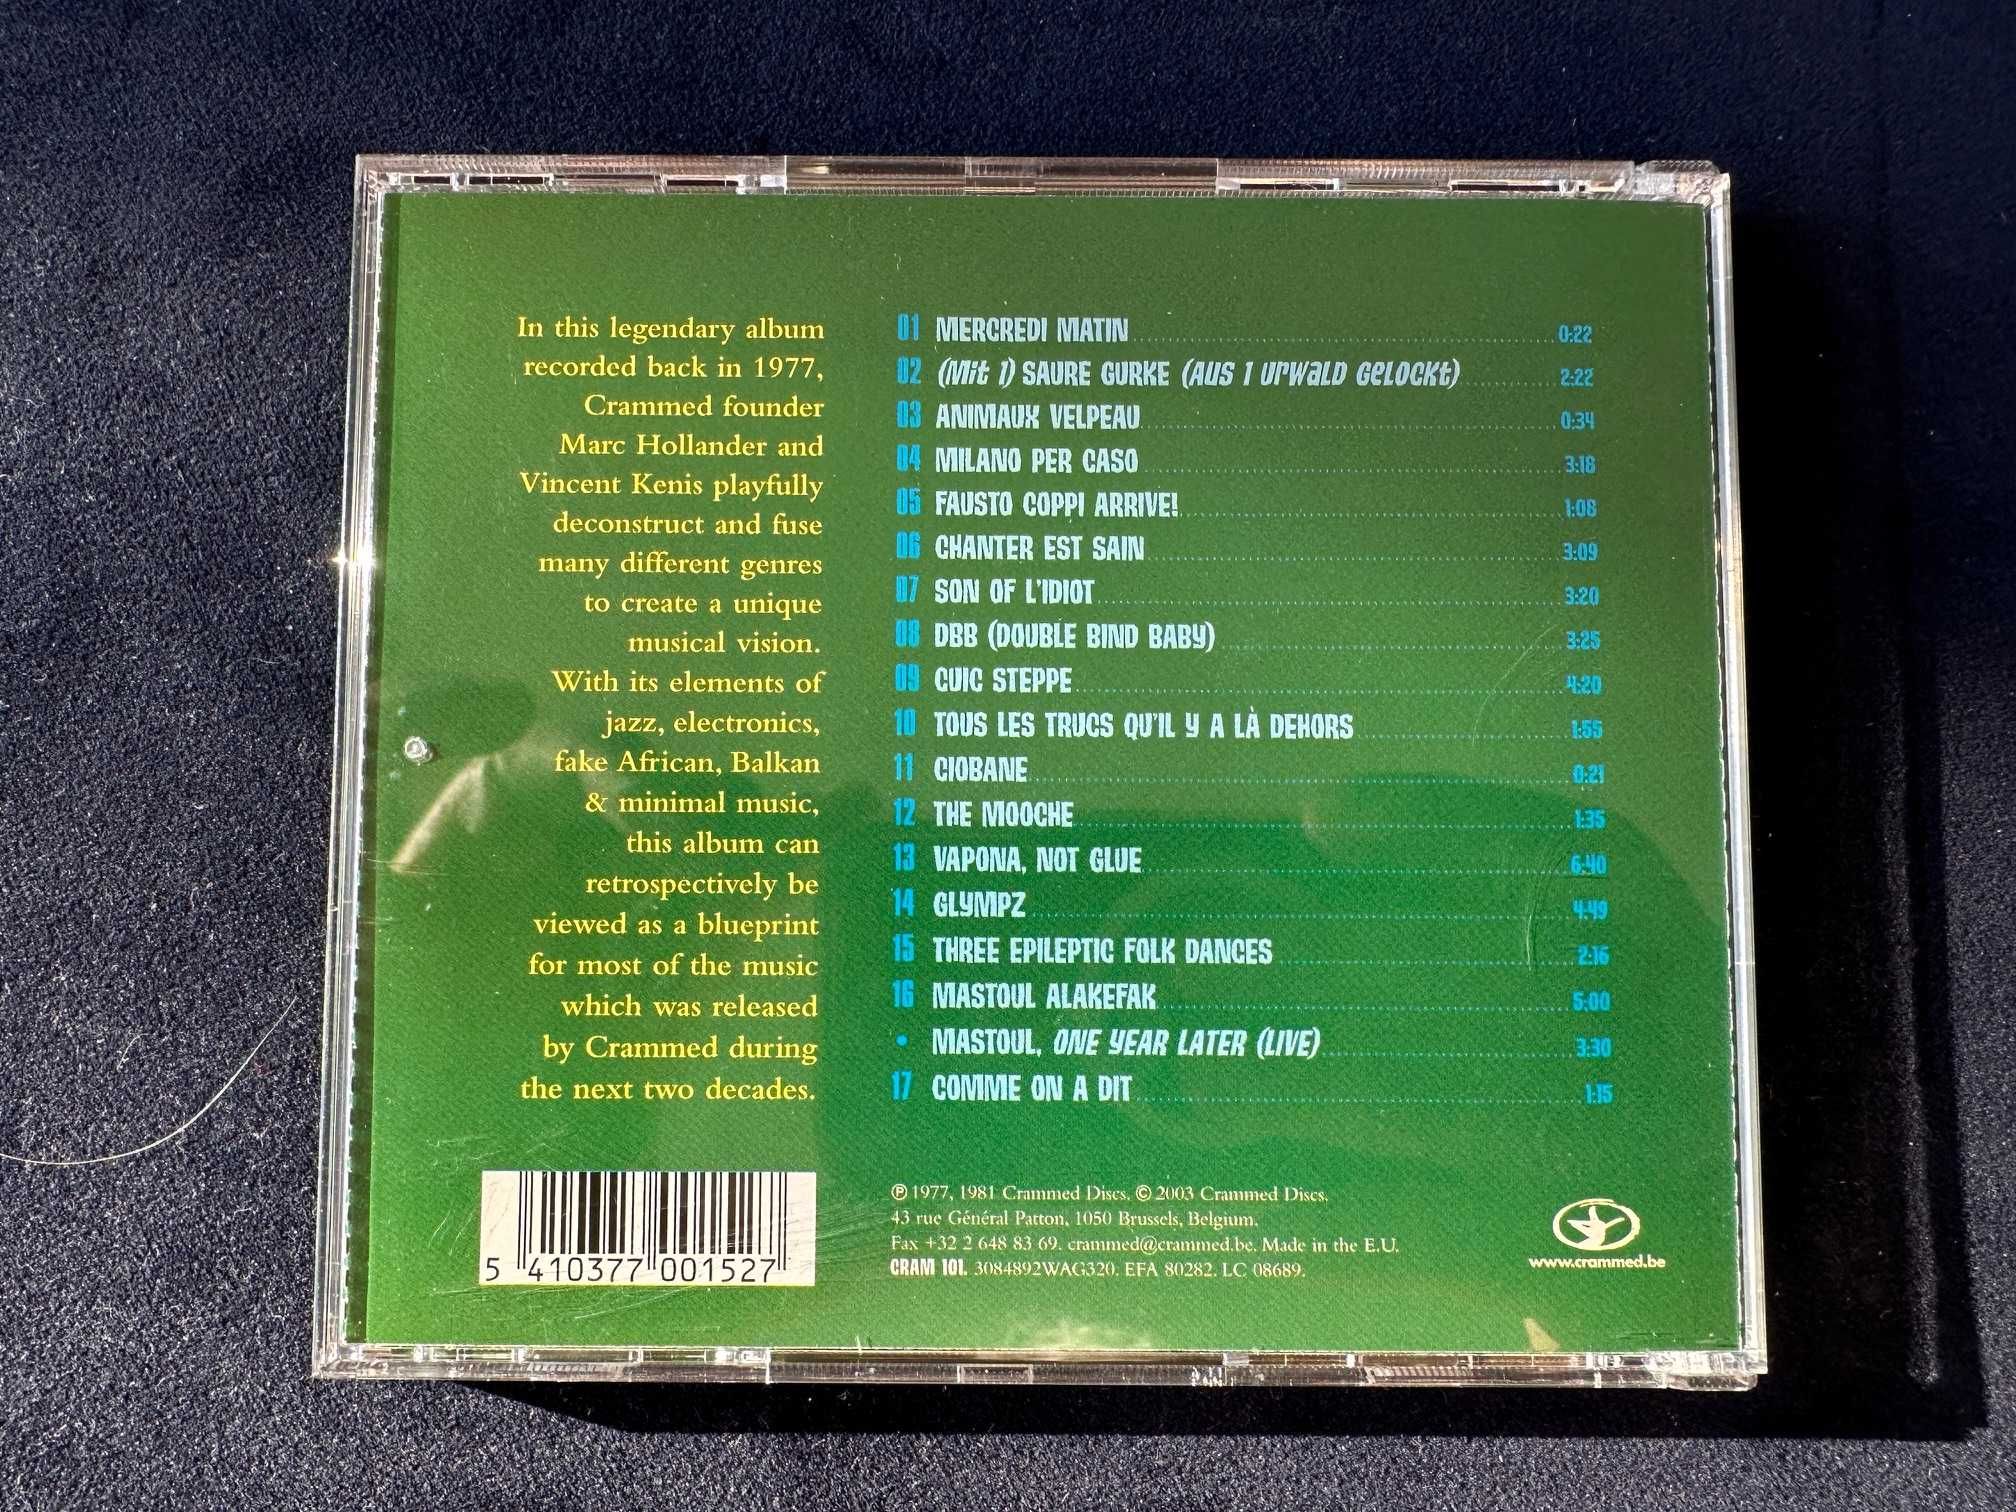 In this legendary album
recorded back in 1977,
Crammed founder
Marc Hollander and
Vincent Kenis playfully
deconstruct and fuse
many different genres
to create a unique
musical vision.
With its elements of
jazz, electronics,
fake African, Balkan
& minimal music,
this album can
retrospectively be
viewed as a blueprint
for most of the music
which was released
by Crammed during
the next two decades.
01 MERCREDI MATIN 0:22
02 (Mit 1) SAURE GURKE (AUS 1 URWALD GELOCKT) 2:22
03 ANIMAUX VELPEAU 0:34
04 MILANO PER CASO 3:18
05 FAUSTO COPPI ARRIVE! 1:08
06 CHANTER EST SAIN 3:09
07 SON OF L'IDIOT 3:20
08 DBB (DOUBLE BIND BABY) 3:25
09 CUIC STEPPE 4:20
10 TOUS LES TRUCS QU'IL Y A LÀ DEHORS 1:55
11 CIOBANE 0:21
12 THE MOOCHE 1:35
13 VAPONA, NOT GLUE 6:40
14 GLYMPZ 4:49
15 THREE EPILEPTIC FOLK DANCES 2:16
16 MASTOUL ALAKEFAK 5:00
• MASTOUL, ONE YEAR LATER (LIVE) 3:30
17 COMME ON A DIT 1:15
5 410377 001527
℗ 1977, 1981 Crammed Discs. © 2003 Crammed Discs.
43 rue Général Patton, 1050 Brussels, Belgium.
Fax +32 2 648 83 69. crammed@crammed.be. Made in the E.U.
CRAM 101. 3084892WAG320. EFA 80282. LC 08689.
www.crammed.be